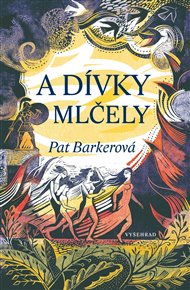 A DÍVKY
MLČELY
Pat Barkerová
VYŠEHRAD